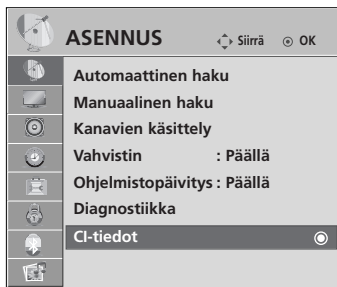 ASENNUS Siirrä OK
Automaattinen haku
Manuaalinen haku
Kanavien käsittely
Vahvistin : Päällä
Ohjelmistopäivitys : Päällä
Diagnostiikka
CI-tiedot